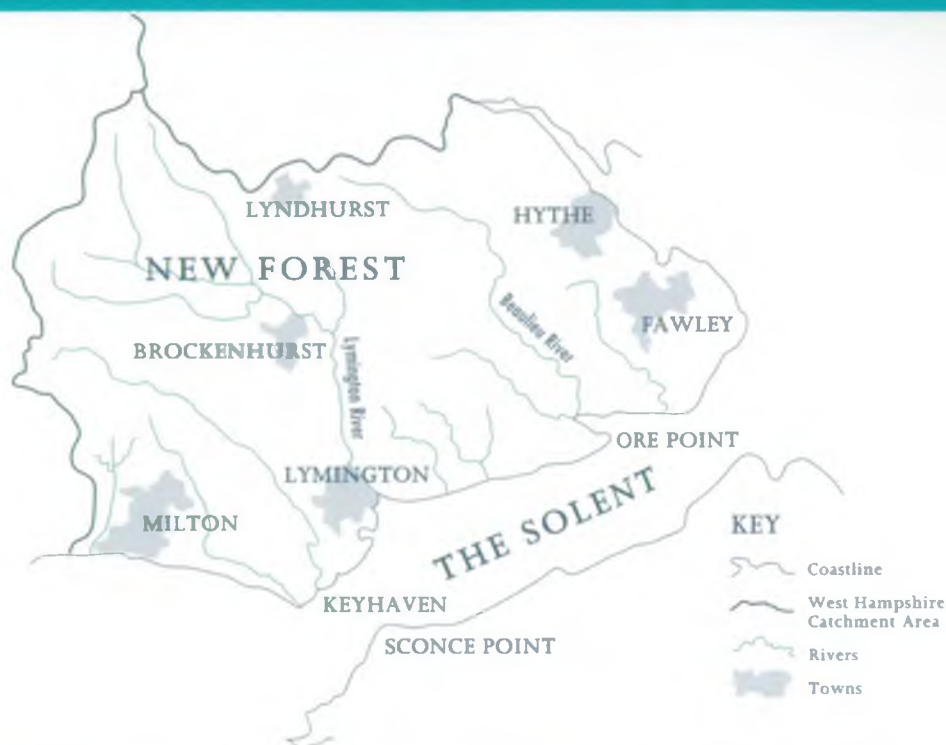 LYNDHURST
HYTHE
NEW FOREST
Beaulieu River
FAWLEY
BROCKENHURST
Lymington River
ORE POINT
LYMINGTON
MILTON
THE SOLENT
KEYHAVEN
SCONCE POINT
KEY
Coastline
West Hampshire
Catchment Area
Rivers
Towns